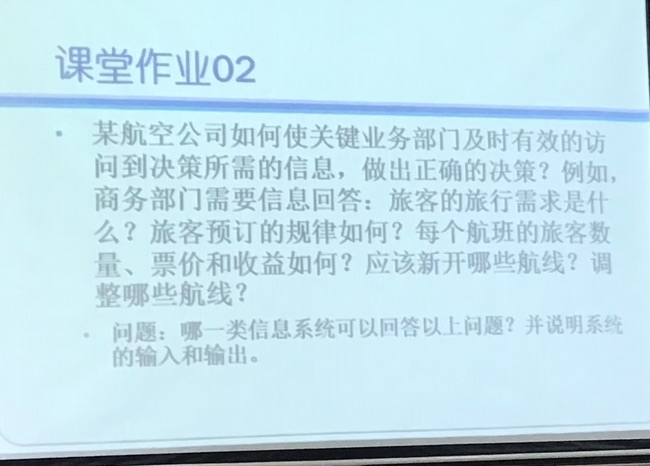 课堂作业02
某航空公司如何使关键业务部门及时有效的访
问到决策所需的信息，做出正确的决策？例如，
商务部门需要信息回答：旅客的旅行需求是什
么？旅客预订的规律如何？每个航班的旅客数
量、票价和收益如何？应该新开哪些航线？调
整哪些航线？
问题：哪一类信息系统可以回答以上问题？并说明系统
的输入和输出。